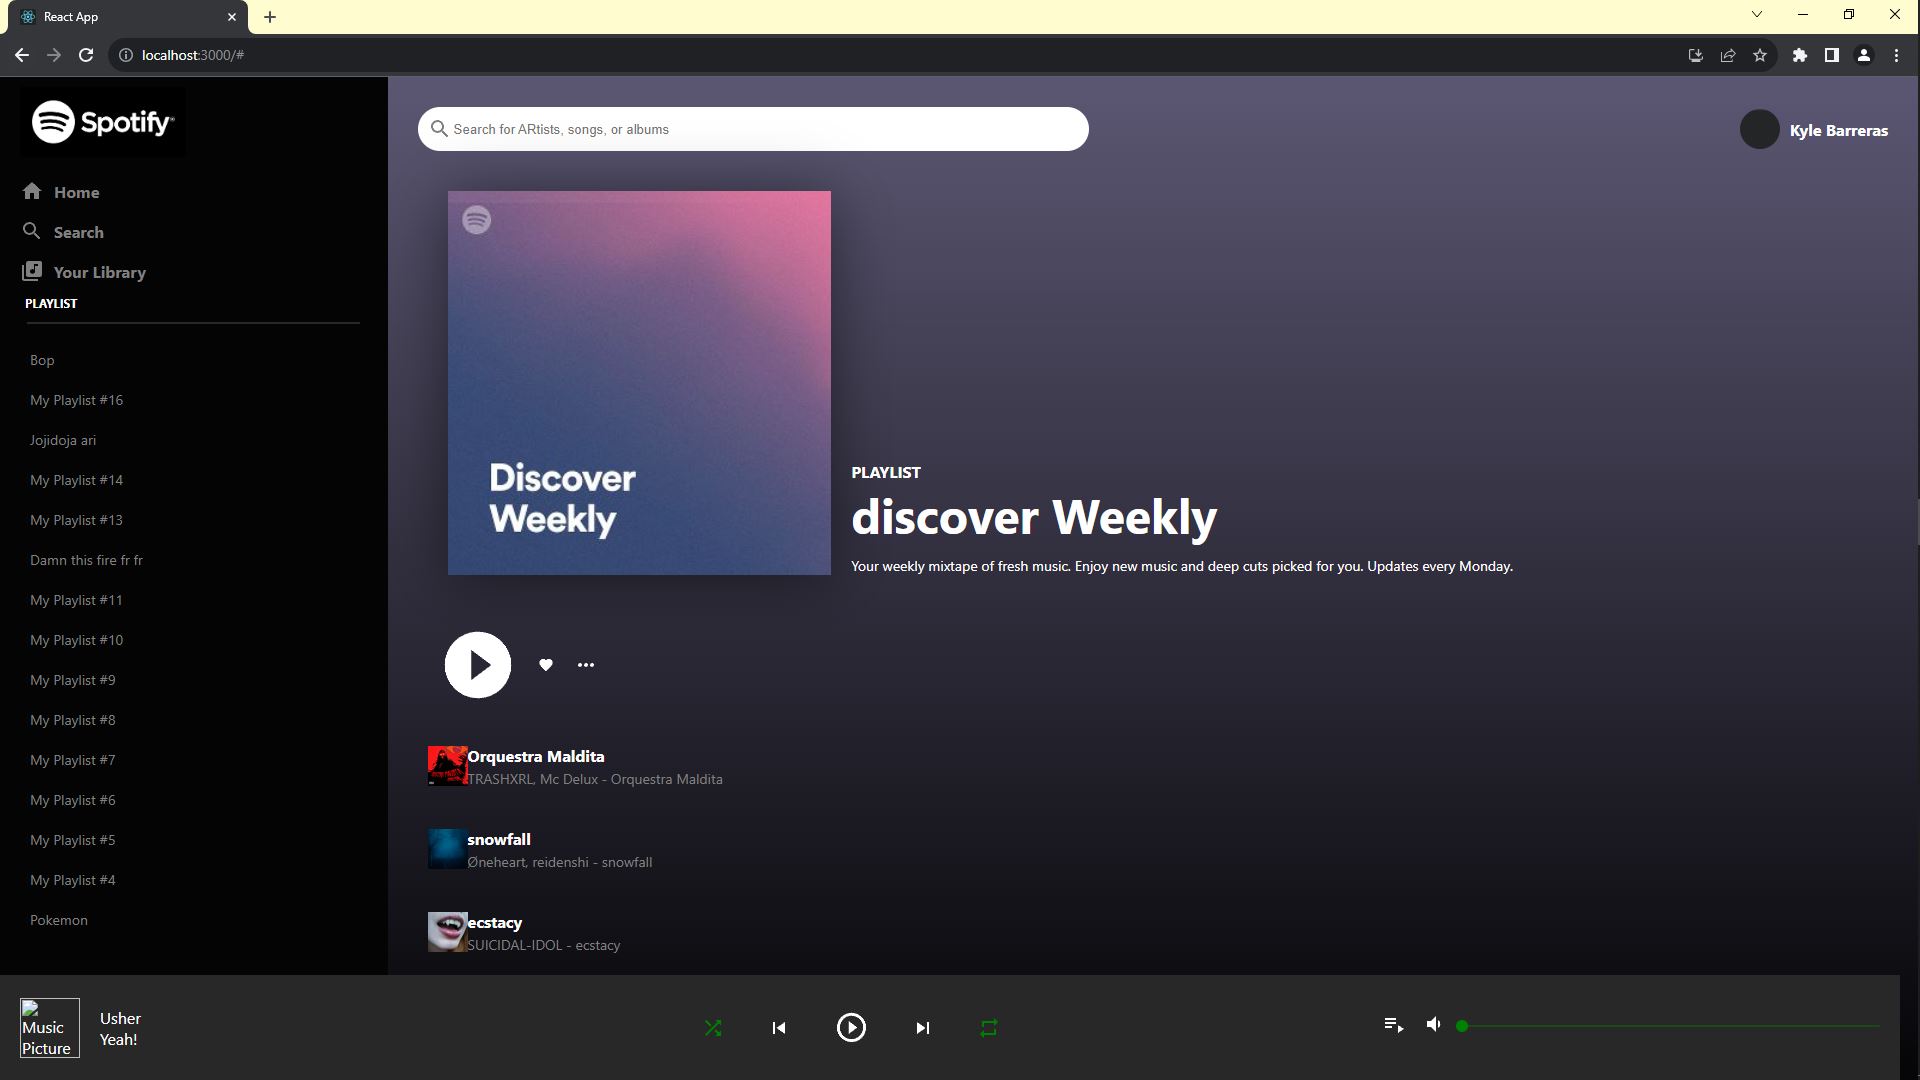 React App
localhost:3000/#
Spotify
Search for ARtists, songs, or albums
Kyle Barreras
Home
Search
Your Library
PLAYLIST
Bop
My Playlist #16
Jojidoja ari
My Playlist #14
My Playlist #13
Damn this fire fr fr
My Playlist #11
My Playlist #10
My Playlist #9
My Playlist #8
My Playlist #7
My Playlist #6
My Playlist #5
My Playlist #4
Pokemon
Discover
Weekly
PLAYLIST
discover Weekly
Your weekly mixtape of fresh music. Enjoy new music and deep cuts picked for you. Updates every Monday.
Orquestra Maldita
TRASHXRL, Mc Delux - Orquestra Maldita
snowfall
Øneheart, reidenshi - snowfall
ecstacy
SUICIDAL-IDOL - ecstacy
Music
Picture
Usher
Yeah!